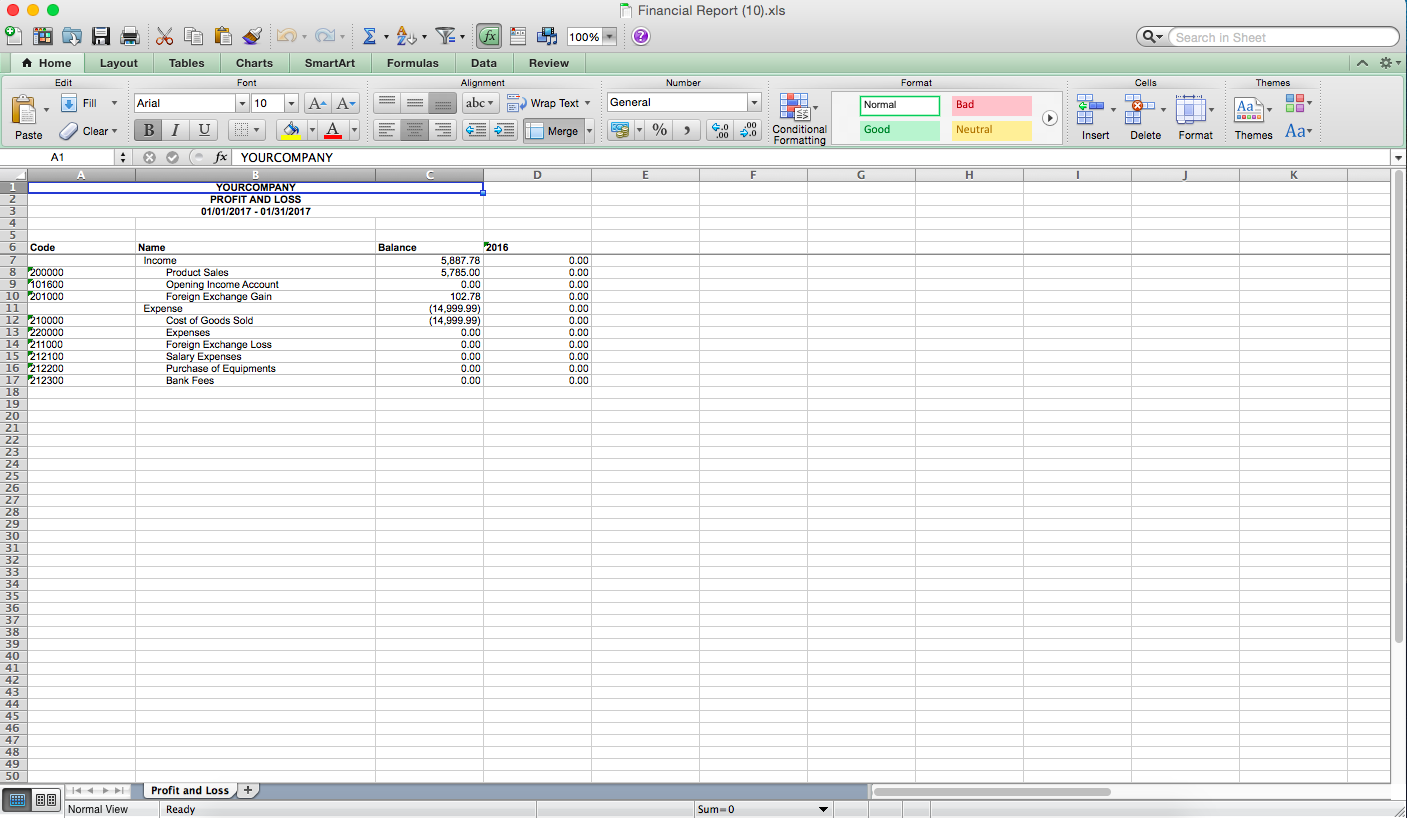 Financial Report (10).xls
100%
Search in Sheet
Home Layout Tables Charts SmartArt Formulas Data Review
Edit Font Alignment Number Format Cells Themes
Paste Fill Clear
Arial 10 A A
B I U A
abc Wrap Text
Merge
General
% ,
Conditional Formatting
Normal Bad
Good Neutral
Insert Delete Format
Themes Aa
A1 fx YOURCOMPANY
A B C D E F G H I J K
1 YOURCOMPANY
2 PROFIT AND LOSS
3 01/01/2017 - 01/31/2017
4
5
6 Code Name Balance 2016
7 Income 5,887.78 0.00
8 200000 Product Sales 5,785.00 0.00
9 101600 Opening Income Account 0.00 0.00
10 201000 Foreign Exchange Gain 102.78 0.00
11 Expense (14,999.99) 0.00
12 210000 Cost of Goods Sold (14,999.99) 0.00
13 220000 Expenses 0.00 0.00
14 211000 Foreign Exchange Loss 0.00 0.00
15 212100 Salary Expenses 0.00 0.00
16 212200 Purchase of Equipments 0.00 0.00
17 212300 Bank Fees 0.00 0.00
18
19
20
21
22
23
24
25
26
27
28
29
30
31
32
33
34
35
36
37
38
39
40
41
42
43
44
45
46
47
48
49
50
Profit and Loss
Normal View Ready Sum=0